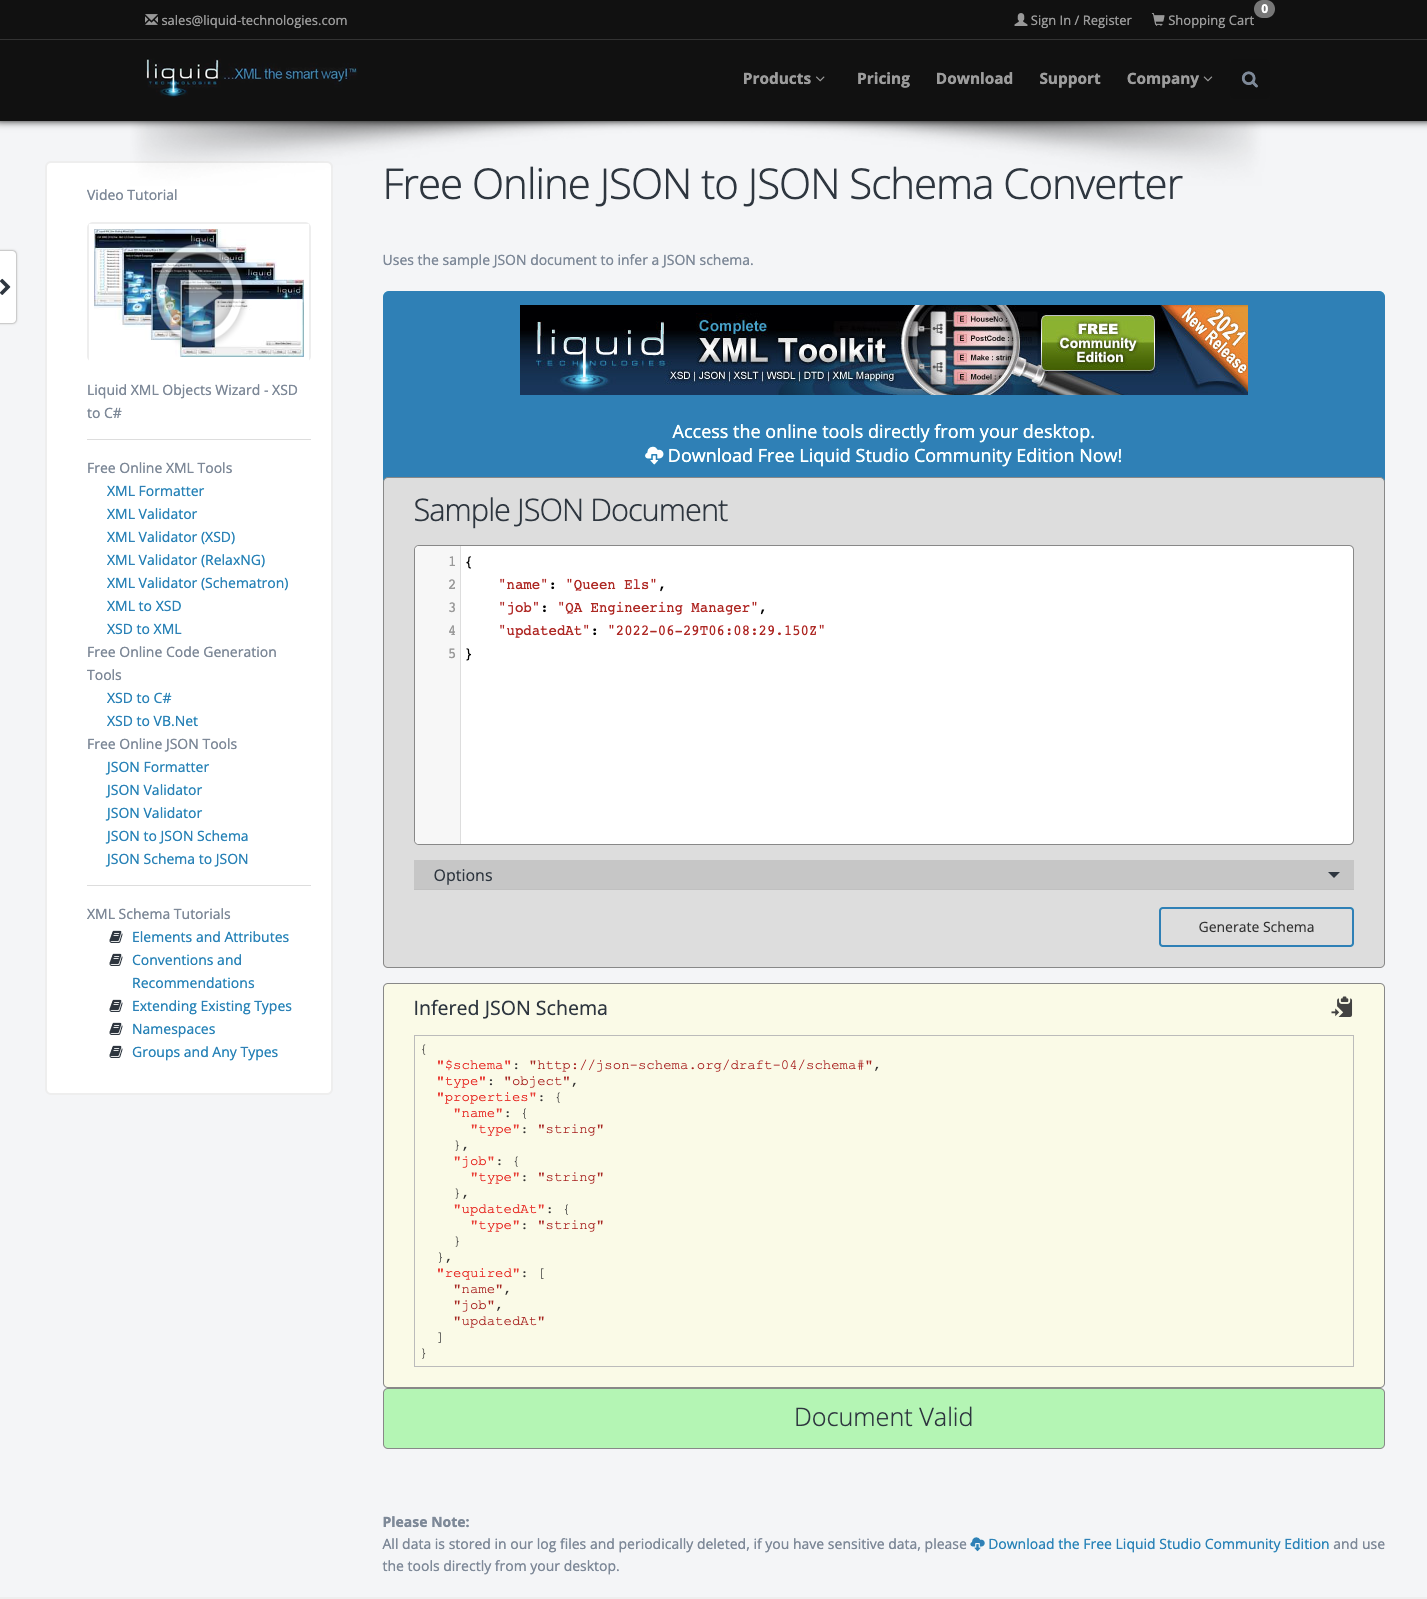 sales@liquid-technologies.com
Sign In / Register
Shopping Cart
0
liquid
TECHNOLOGIES
...XML the smart way!™
Products
Pricing
Download
Support
Company
Free Online JSON to JSON Schema Converter
Uses the sample JSON document to infer a JSON schema.
Video Tutorial
liquid
liquid
liquid
liquid
Liquid XML Objects Wizard - XSD
to C#
Free Online XML Tools
XML Formatter
XML Validator
XML Validator (XSD)
XML Validator (RelaxNG)
XML Validator (Schematron)
XML to XSD
XSD to XML
Free Online Code Generation
Tools
XSD to C#
XSD to VB.Net
Free Online JSON Tools
JSON Formatter
JSON Validator
JSON Validator
JSON to JSON Schema
JSON Schema to JSON
XML Schema Tutorials
Elements and Attributes
Conventions and
Recommendations
Extending Existing Types
Namespaces
Groups and Any Types
liquid
TECHNOLOGIES
Complete
XML Toolkit
XSD | JSON | XSLT | WSDL | DTD | XML Mapping
E HouseNo
E PostCode :
E Make : strin
E Model :
FREE
Community
Edition
2021
New Release
Access the online tools directly from your desktop.
Download Free Liquid Studio Community Edition Now!
Sample JSON Document
1 {
2 "name": "Queen Els",
3 "job": "QA Engineering Manager",
4 "updatedAt": "2022-06-29T06:08:29.150Z"
5 }
Options
Generate Schema
Infered JSON Schema
{
"$schema": "http://json-schema.org/draft-04/schema#",
"type": "object",
"properties": {
"name": {
"type": "string"
},
"job": {
"type": "string"
},
"updatedAt": {
"type": "string"
}
},
"required": [
"name",
"job",
"updatedAt"
]
}
Document Valid
Please Note:
All data is stored in our log files and periodically deleted, if you have sensitive data, please Download the Free Liquid Studio Community Edition and use
the tools directly from your desktop.